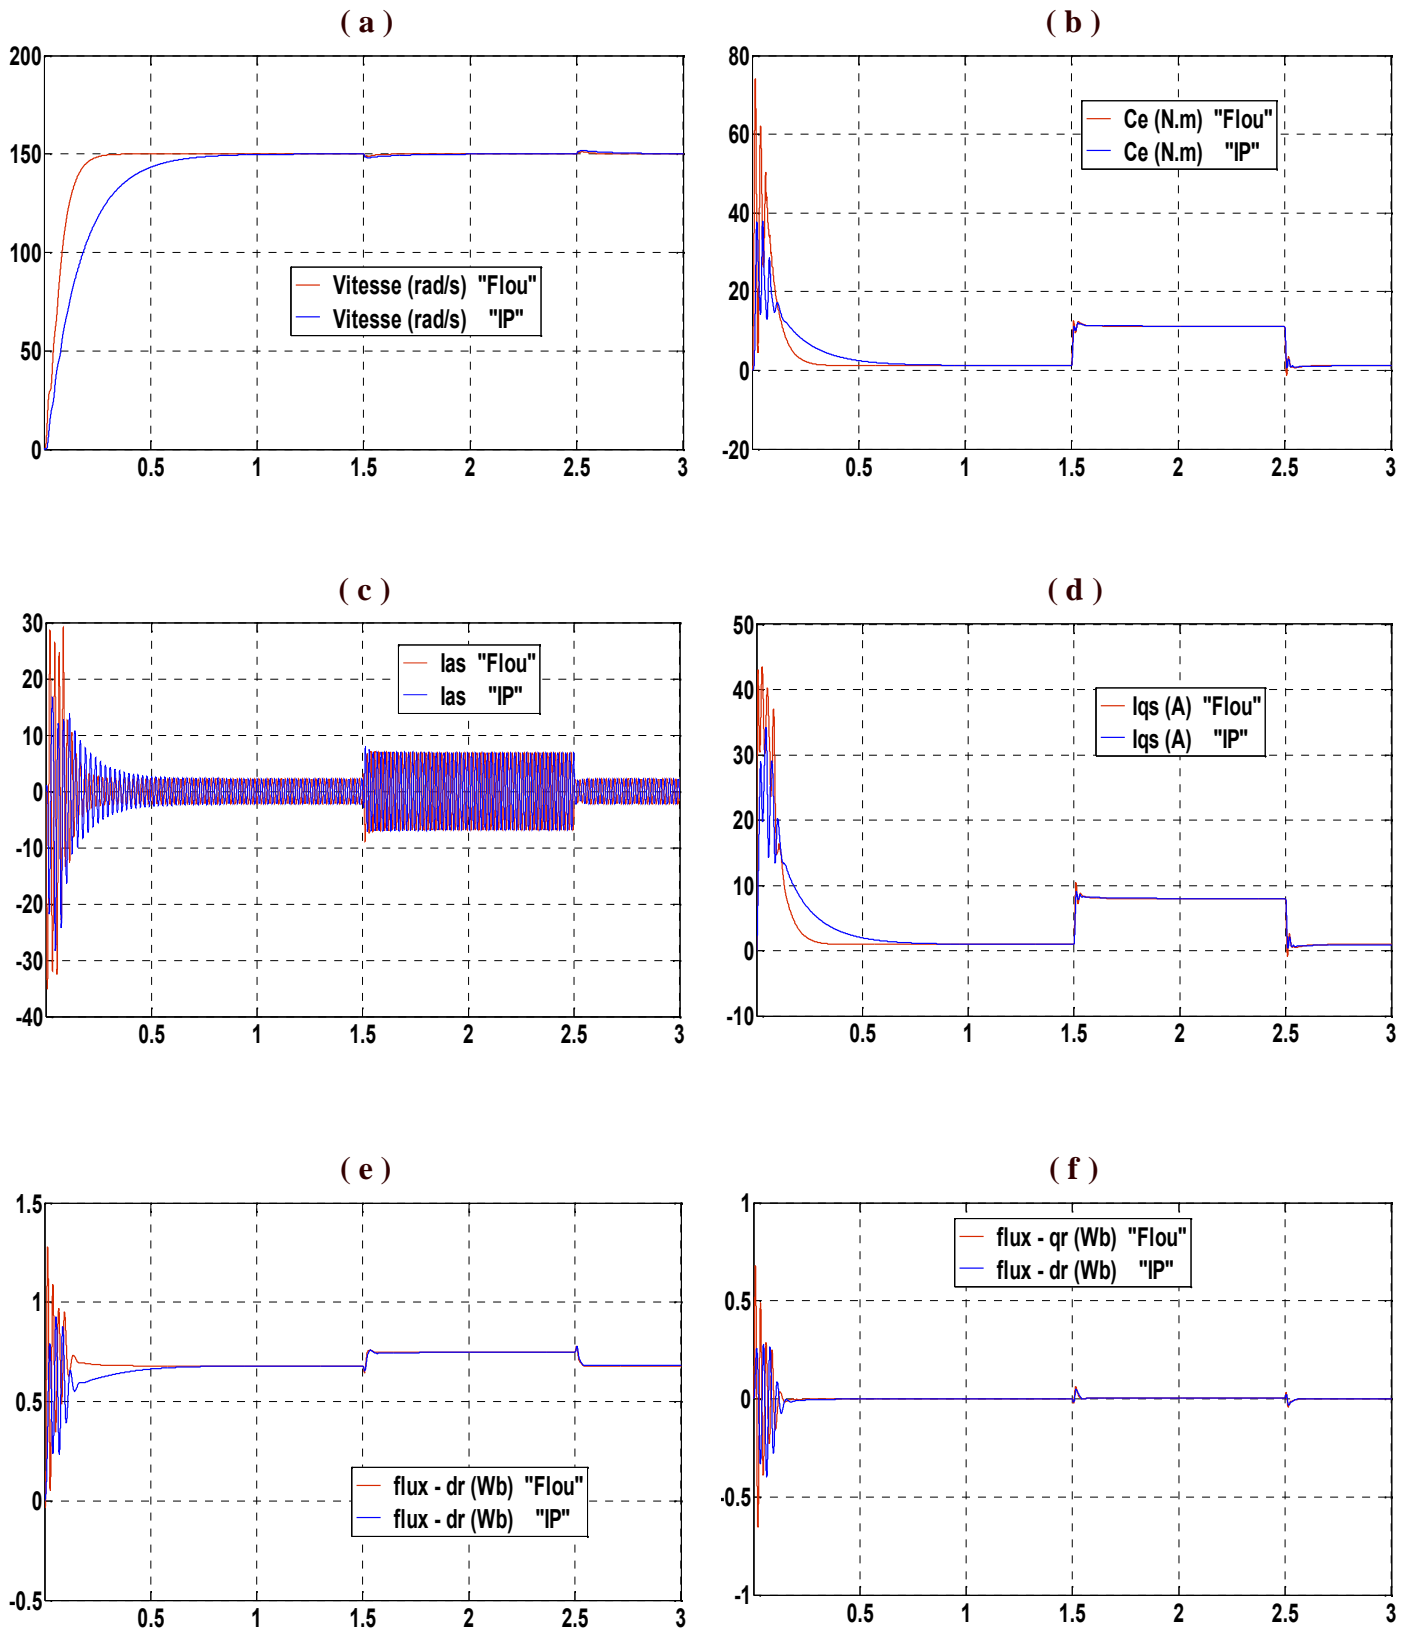 ( a )
200
150
100
50
0
0.5 1 1.5 2 2.5 3
Vitesse (rad/s) "Flou"
Vitesse (rad/s) "IP"
( b )
80
60
40
20
0
-20
0.5 1 1.5 2 2.5 3
Ce (N.m) "Flou"
Ce (N.m) "IP"
( c )
30
20
10
0
-10
-20
-30
-40
0.5 1 1.5 2 2.5 3
Ias "Flou"
Ias "IP"
( d )
50
40
30
20
10
0
-10
0.5 1 1.5 2 2.5 3
Iqs (A) "Flou"
Iqs (A) "IP"
( e )
1.5
1
0.5
0
-0.5
0.5 1 1.5 2 2.5 3
flux - dr (Wb) "Flou"
flux - dr (Wb) "IP"
( f )
1
0.5
0
-0.5
-1
0.5 1 1.5 2 2.5 3
flux - qr (Wb) "Flou"
flux - dr (Wb) "IP"